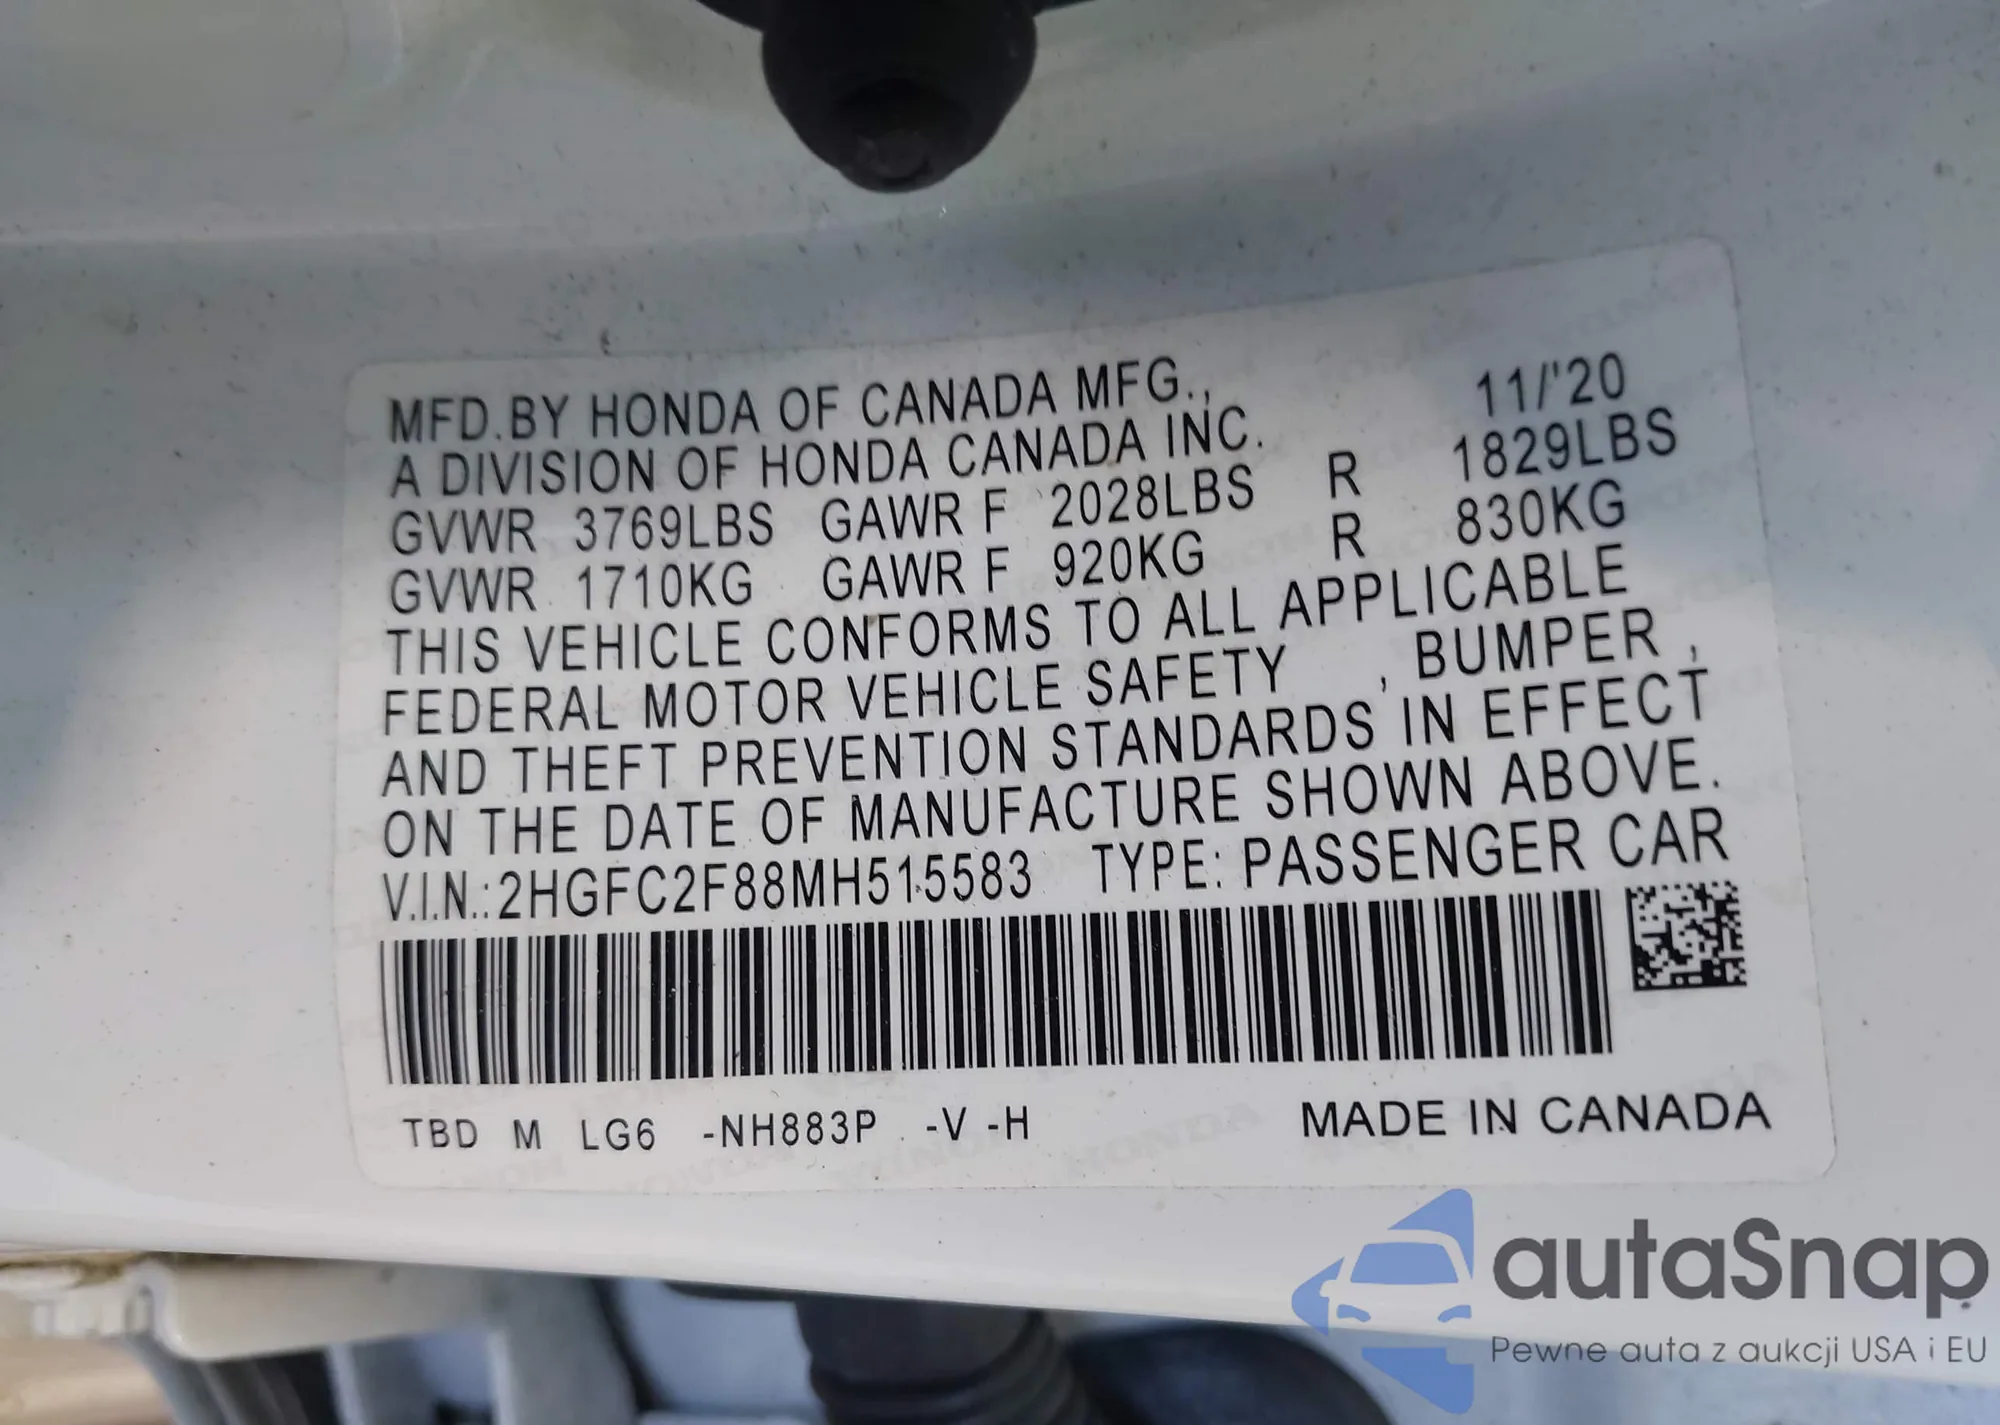 MFD.BY HONDA OF CANADA MFG., 11/'20
A DIVISION OF HONDA CANADA INC.
GVWR 3769LBS GAWR F 2028LBS R 1829LBS
GVWR 1710KG GAWR F 920KG R 830KG
THIS VEHICLE CONFORMS TO ALL APPLICABLE
FEDERAL MOTOR VEHICLE SAFETY , BUMPER ,
AND THEFT PREVENTION STANDARDS IN EFFECT
ON THE DATE OF MANUFACTURE SHOWN ABOVE.
V.I.N.:2HGFC2F88MH515583 TYPE: PASSENGER CAR
TBD M LG6 -NH883P -V -H MADE IN CANADA
autaSnap
Pewne auta z aukcji USA i EU